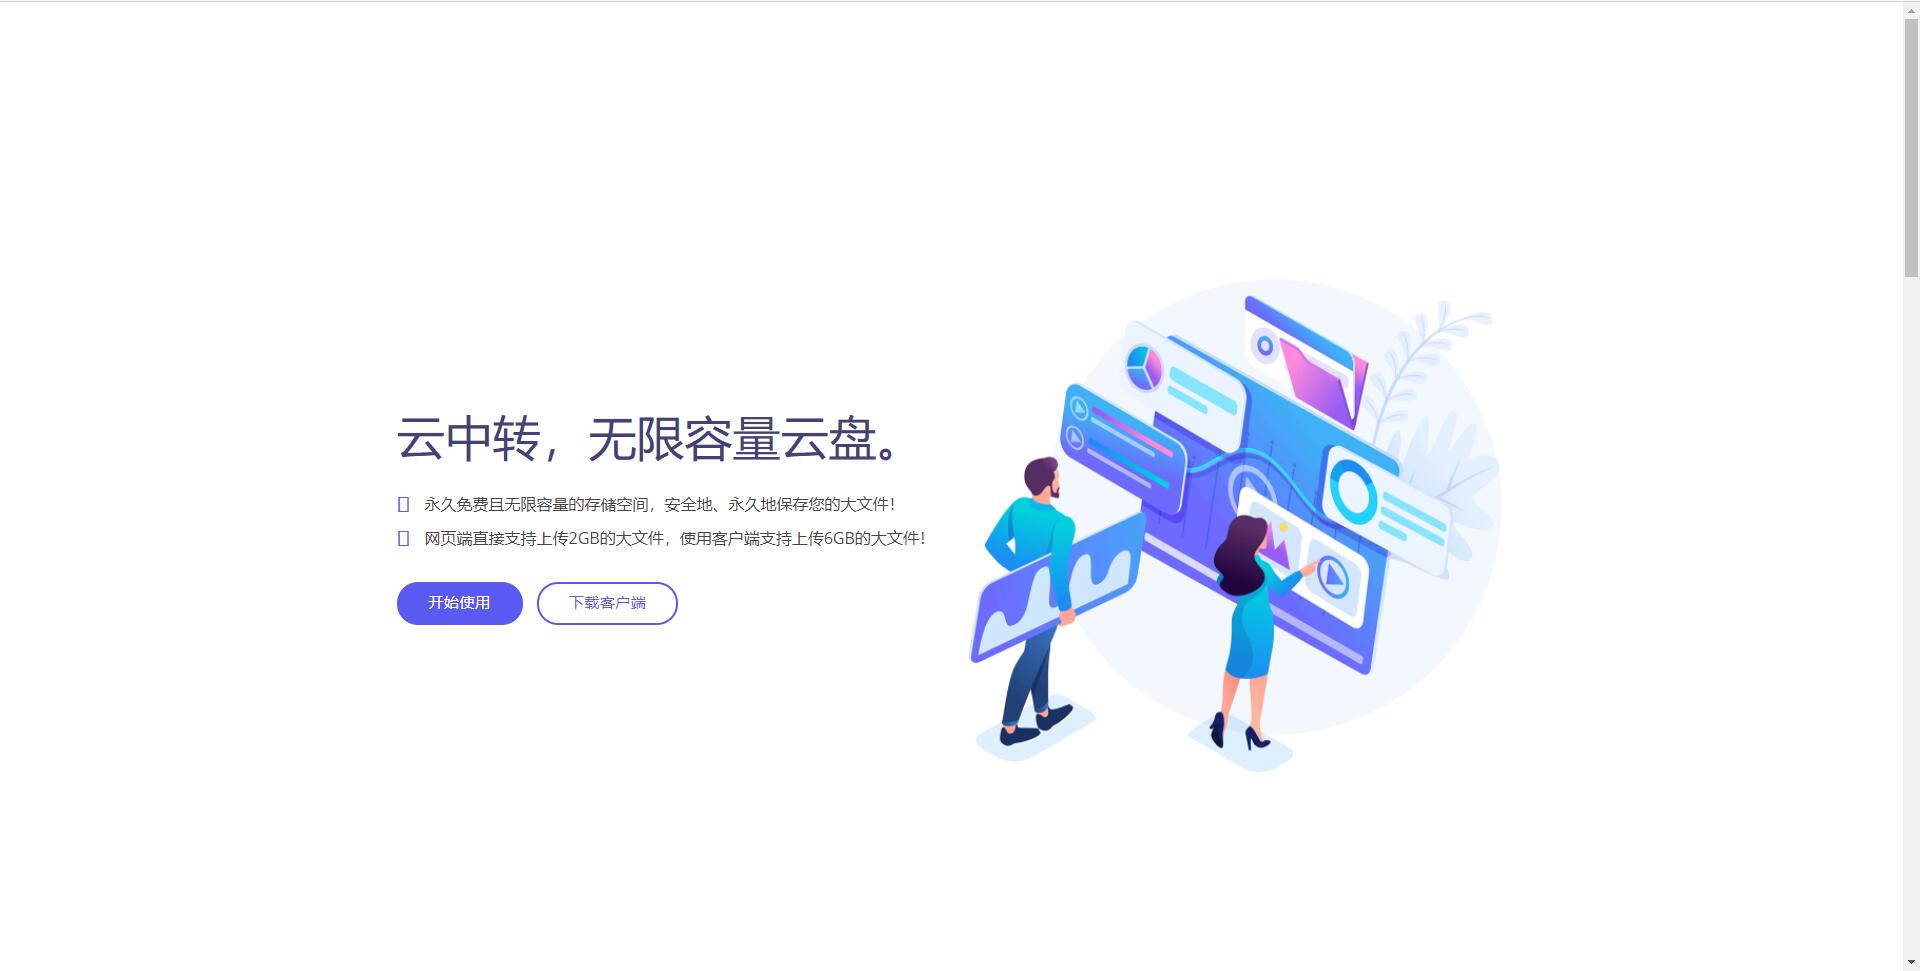 云中转，无限容量云盘。
永久免费且无限容量的存储空间，安全地、永久地保存您的大文件！
网页端直接支持上传2GB的大文件，使用客户端支持上传6GB的大文件！
开始使用
下载客户端